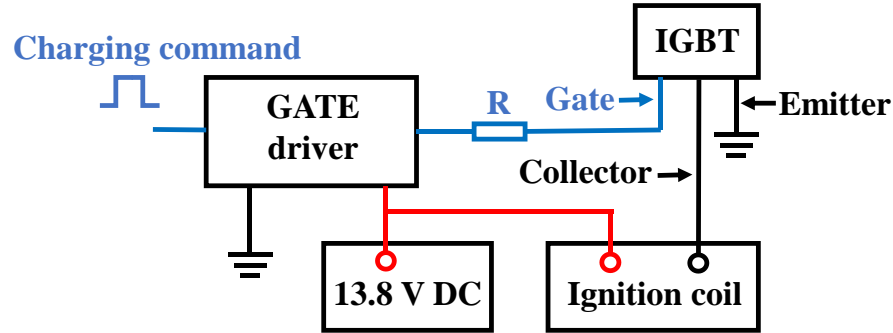 Charging command
IGBT
GATE
driver
R
Gate
Emitter
Collector
13.8 V DC
Ignition coil